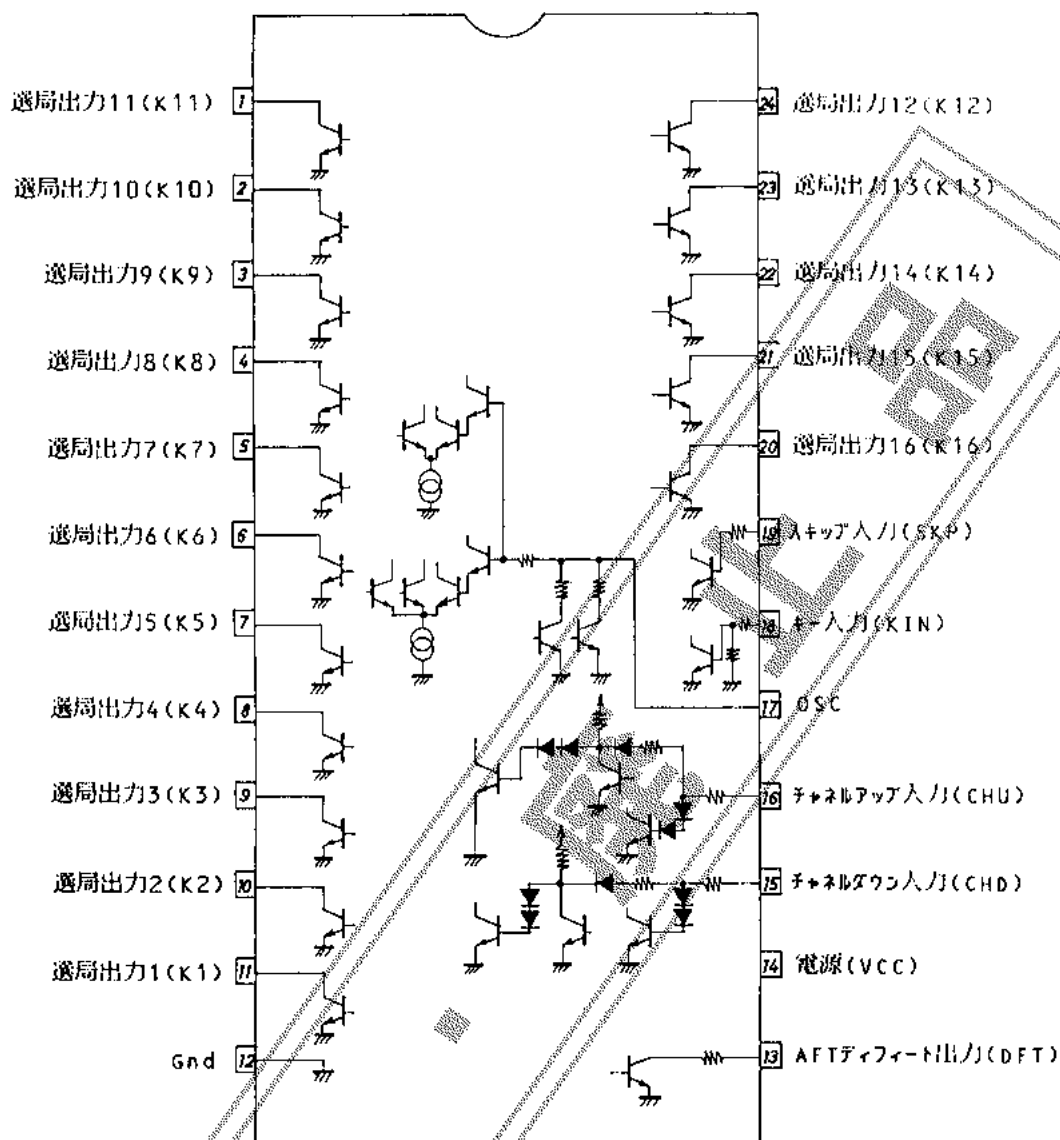 選局出力11(K11) 1
選局出力10(K10) 2
選局出力9(K9) 3
選局出力8(K8) 4
選局出力7(K7) 5
選局出力6(K6) 6
選局出力5(K5) 7
選局出力4(K4) 8
選局出力3(K3) 9
選局出力2(K2) 10
選局出力1(K1) 11
Gnd 12
24 選局出力12(K12)
23 選局出力13(K13)
22 選局出力14(K14)
21 選局出力15(K15)
20 選局出力16(K16)
19 スキップ入力(SKP)
18 キー入力(KIN)
17 OSC
16 チャネルアップ入力(CHU)
15 チャネルダウン入力(CHD)
14 電源(VCC)
13 AFTディフィート出力(DFT)